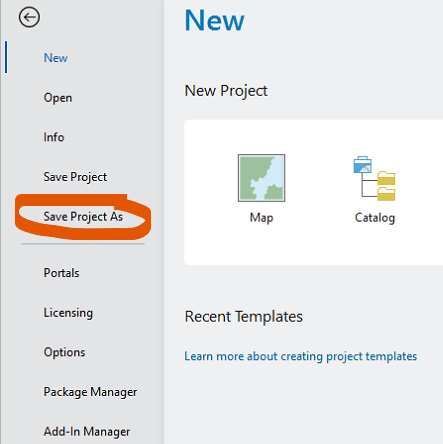 New
New
Open
Info
Save Project
Save Project As
Portals
Licensing
Options
Package Manager
Add-In Manager
New Project
Map
Catalog
Recent Templates
Learn more about creating project templates